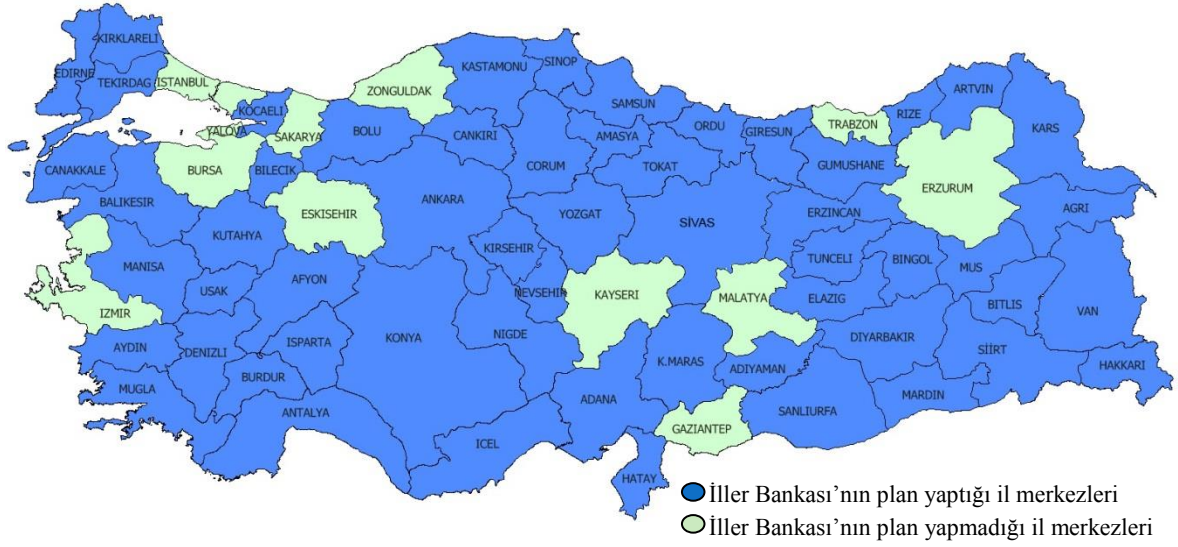 KIRKLARELI
EDIRNE
TEKIRDAG
ISTANBUL
KOCAELI
YALOVA
SAKARYA
ZONGULDAK
BOLU
KASTAMONU
SINOP
CANKIRI
CORUM
SAMSUN
AMASYA
TOKAT
ORDU
GIRESUN
TRABZON
GUMUSHANE
RIZE
ARTVIN
KARS
ERZURUM
AGRI
CANAKKALE
BALIKESIR
BURSA
BILECIK
ESKISEHIR
KUTAHYA
ANKARA
KIRSEHIR
YOZGAT
SİVAS
ERZINCAN
TUNCELI
BINGOL
MUS
BITLIS
VAN
MANISA
IZMIR
USAK
AFYON
NEVSEHIR
KAYSERI
MALATYA
ELAZIG
DIYARBAKIR
SİİRT
HAKKARI
AYDIN
DENIZLI
ISPARTA
BURDUR
MUGLA
ANTALYA
KONYA
NIGDE
ICEL
ADANA
K.MARAS
ADIYAMAN
GAZIANTEP
SANLIURFA
MARDIN
HATAY
İller Bankası’nın plan yaptığı il merkezleri
İller Bankası’nın plan yapmadığı il merkezleri